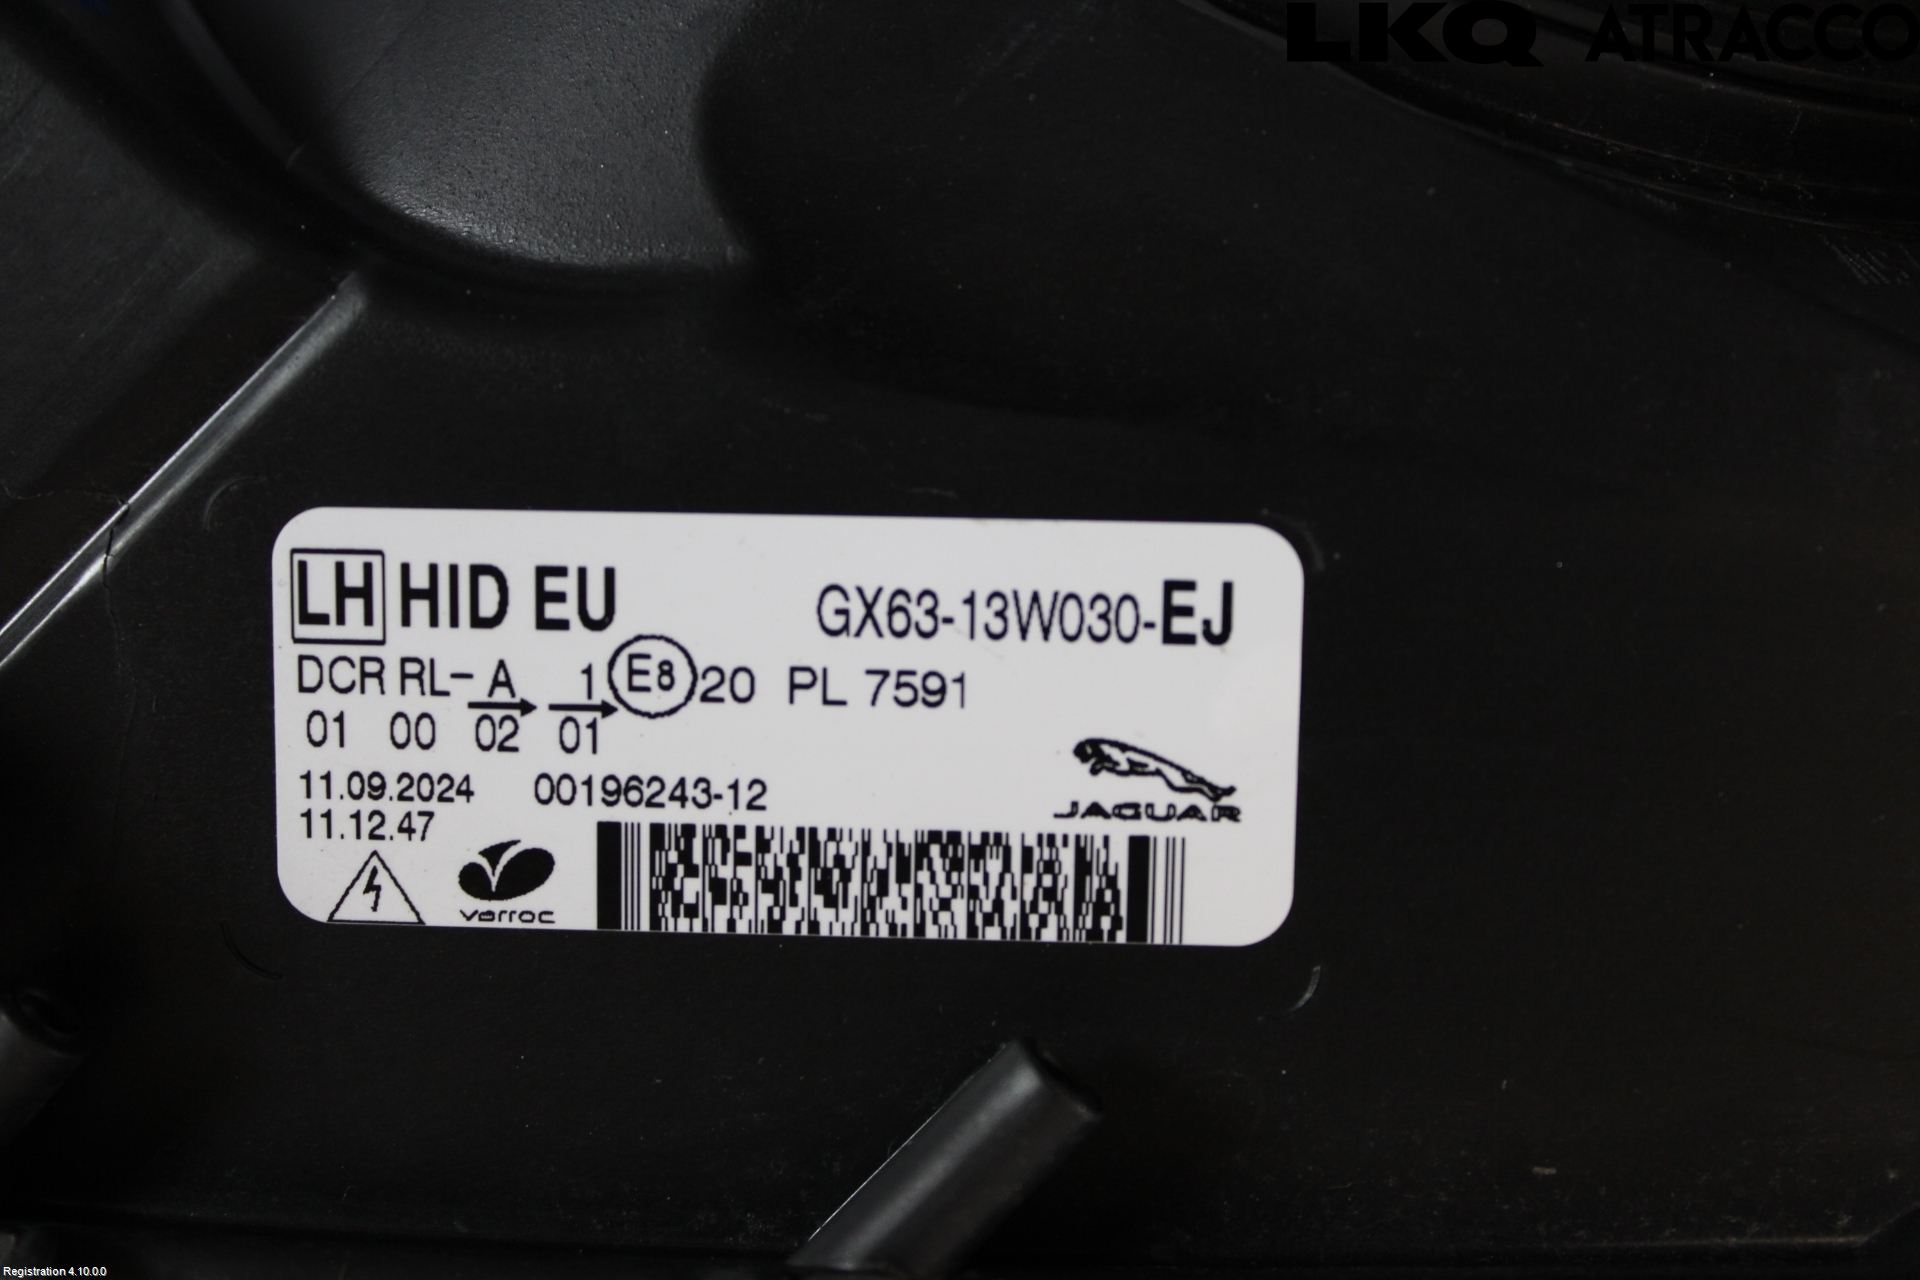 LKQ ATRACCO
LH HID EU GX63-13W030-EJ
DCR RL- A 1 E8 20 PL 7591
01 00 02 01
11.09.2024 00196243-12
11.12.47
JAGUAR
varroc
Registration 4.10.0.0